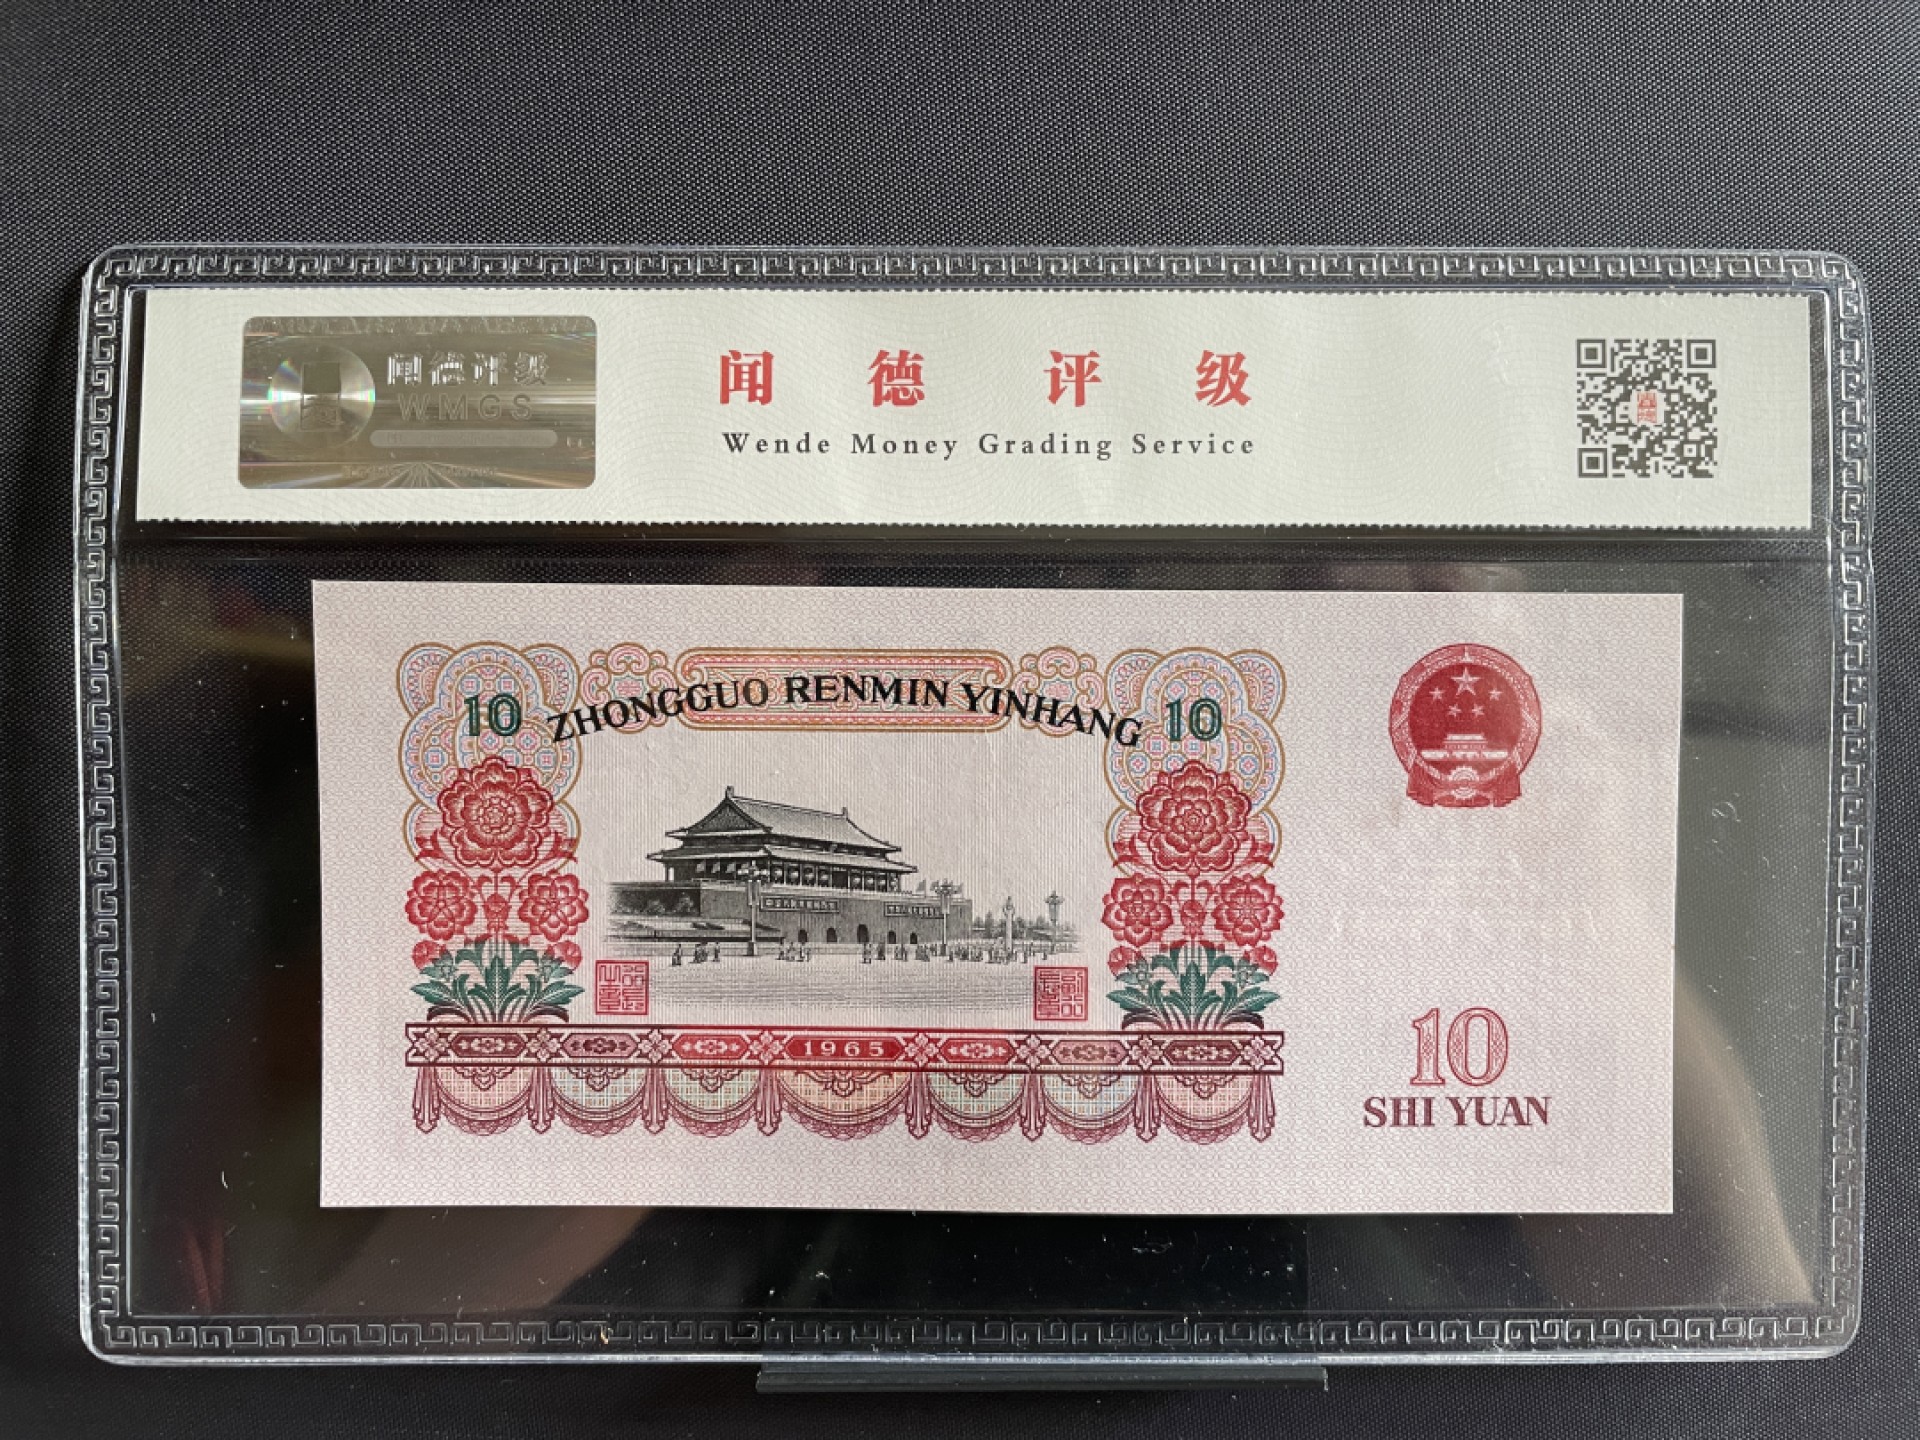 闻德评级
WMGS
闻德评级
Wende Money Grading Service
10 ZHONGGUO RENMIN YINHANG 10
1965
10
SHI YUAN